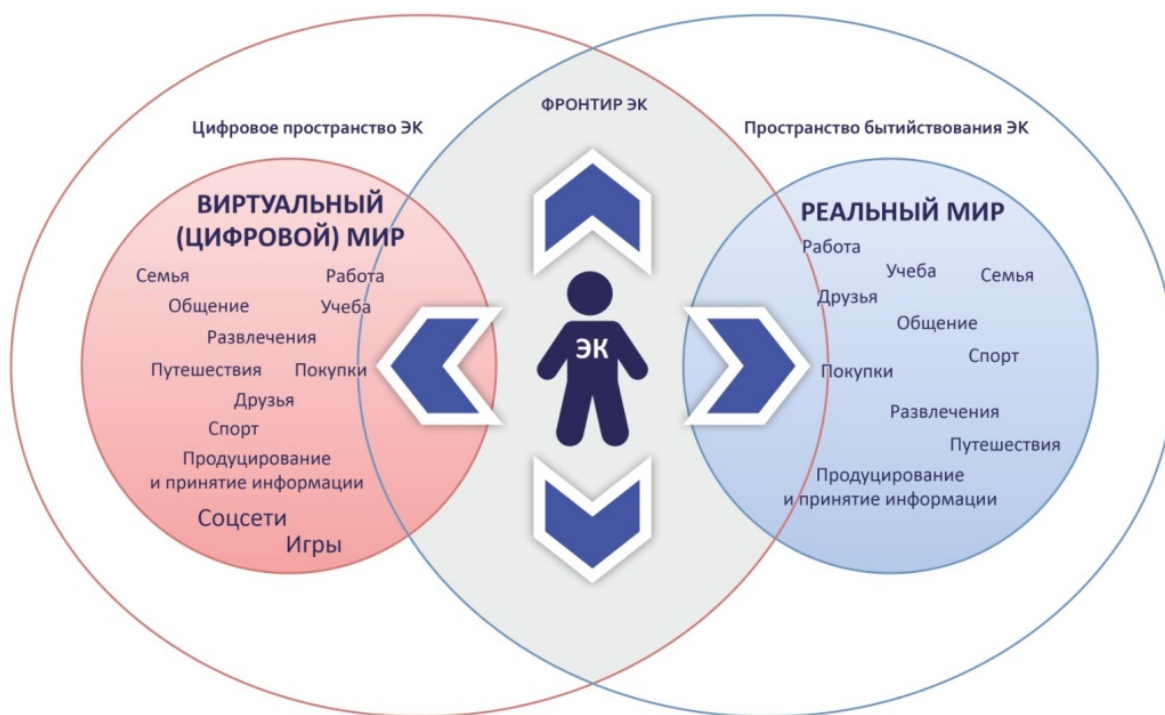 ФРОНТИР ЭК
Цифровое пространство ЭК
Пространство бытийствования ЭК
ВИРТУАЛЬНЫЙ
(ЦИФРОВОЙ) МИР
Семья
Работа
Общение
Учеба
Развлечения
Путешествия
Покупки
Друзья
Спорт
Продуцирование
и принятие информации
Соцсети
Игры
ЭК
РЕАЛЬНЫЙ МИР
Работа
Учеба
Семья
Друзья
Общение
Спорт
Покупки
Развлечения
Путешествия
Продуцирование
и принятие информации